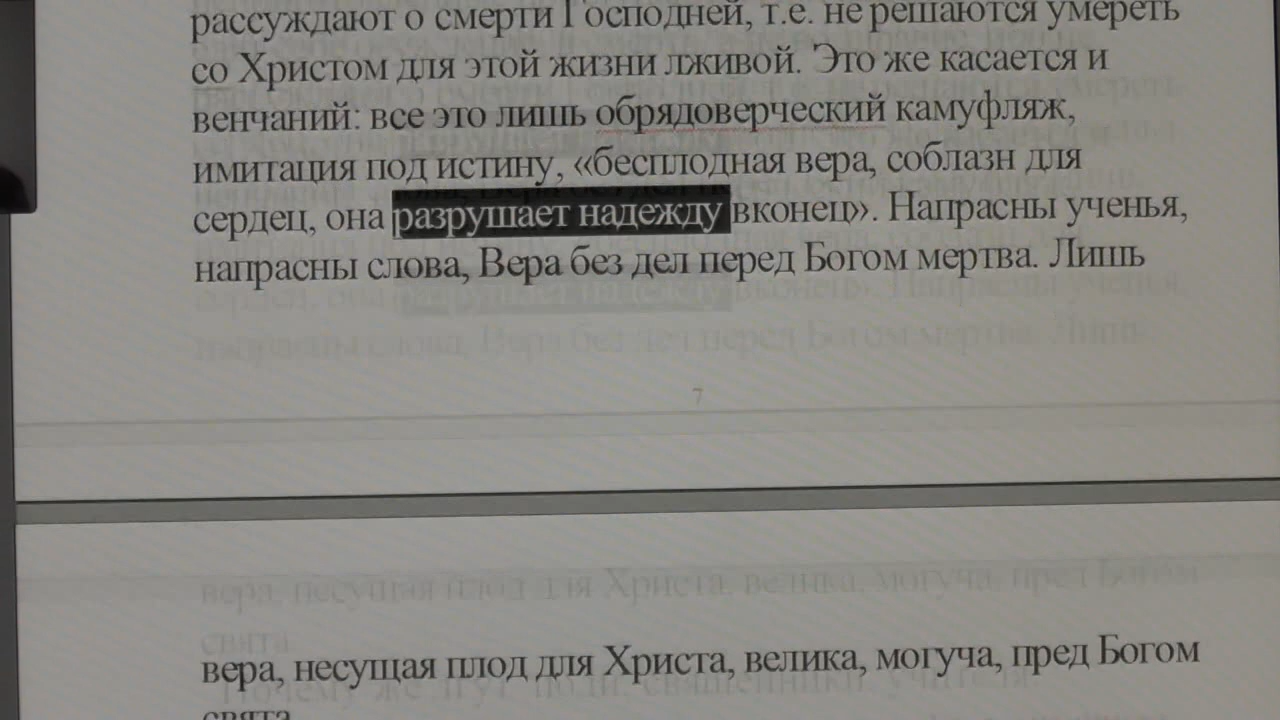 рассуждают о смерти Господней, т.е. не решаются умереть
со Христом для этой жизни лживой. Это же касается и
венчаний: все это лишь обрядоверческий камуфляж,
имитация под истину, «бесплодная вера, соблазн для
сердец, она разрушает надежду вконец». Напрасны ученья,
напрасны слова, Вера без дел перед Богом мертва. Лишь
7
вера, несущая плод для Христа, велика, могуча, пред Богом
свята